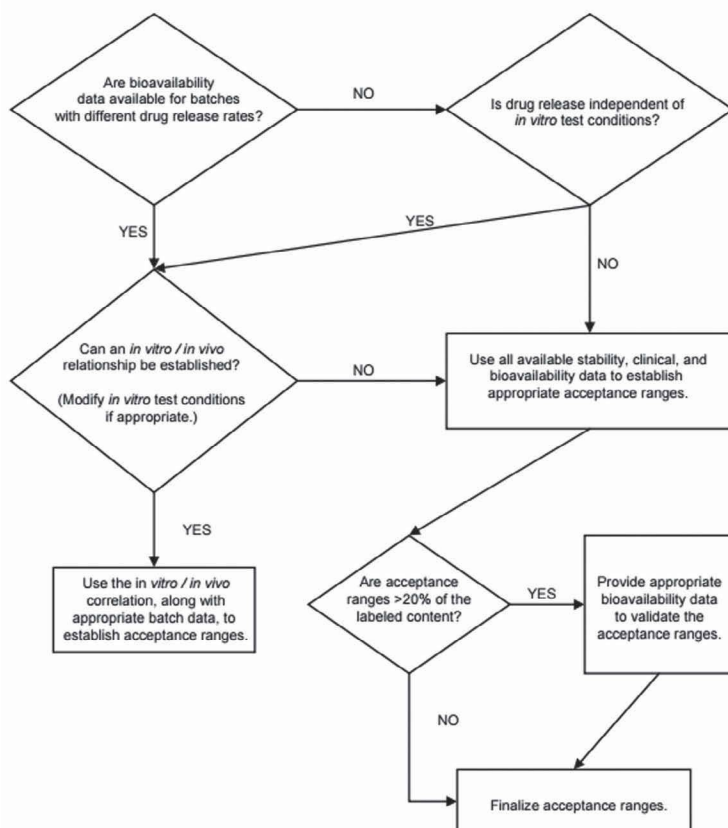 Are bioavailability
data available for batches
with different drug release rates?
NO
Is drug release independent of
in vitro test conditions?
YES
YES
NO
Can an in vitro / in vivo
relationship be established?
(Modify in vitro test conditions
if appropriate.)
NO
Use all available stability, clinical, and
bioavailability data to establish
appropriate acceptance ranges.
YES
Use the in vitro / in vivo
correlation, along with
appropriate batch data, to
establish acceptance ranges.
Are acceptance
ranges >20% of the
labeled content?
YES
Provide appropriate
bioavailability data
to validate the
acceptance ranges.
NO
Finalize acceptance ranges.